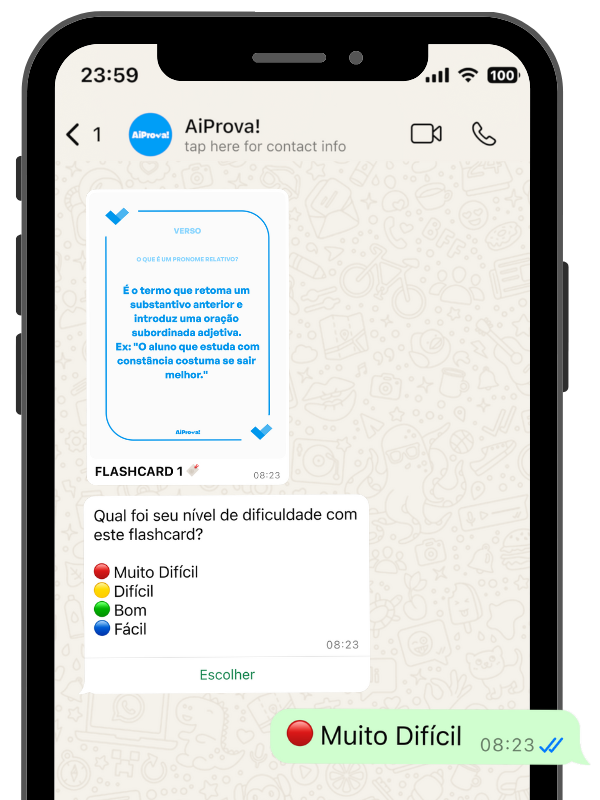 23:59
100
1
AiProva!
AiProva!
tap here for contact info
VERSO
O QUE É UM PRONOME RELATIVO?
É o termo que retoma um
substantivo anterior e
introduz uma oração
subordinada adjetiva.
Ex: "O aluno que estuda com
constância costuma se sair
melhor."
AiProva!
FLASHCARD 1
08:23
Qual foi seu nível de dificuldade com
este flashcard?
Muito Difícil
Difícil
Bom
Fácil
08:23
Escolher
Muito Difícil 08:23